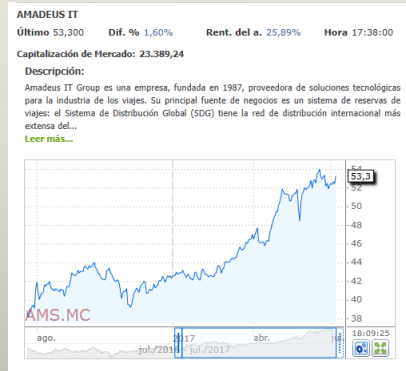 AMADEUS IT
Último 53,300 Dif. % 1,60% Rent. del a. 25,89% Hora 17:38:00
Capitalización de Mercado: 23.389,24
Descripción:
Amadeus IT Group es una empresa, fundada en 1987, proveedora de soluciones tecnológicas
para la industria de los viajes. Su principal fuente de negocios es un sistema de reservas de
viajes: el Sistema de Distribución Global (SDG) tiene la red de distribución internacional más
extensa del...
Leer más...
54
53,3
52
50
48
46
44
42
40
38
AMS.MC
ago. 2017 abr. jul.
jul./2016 jul./2017
18:09:25